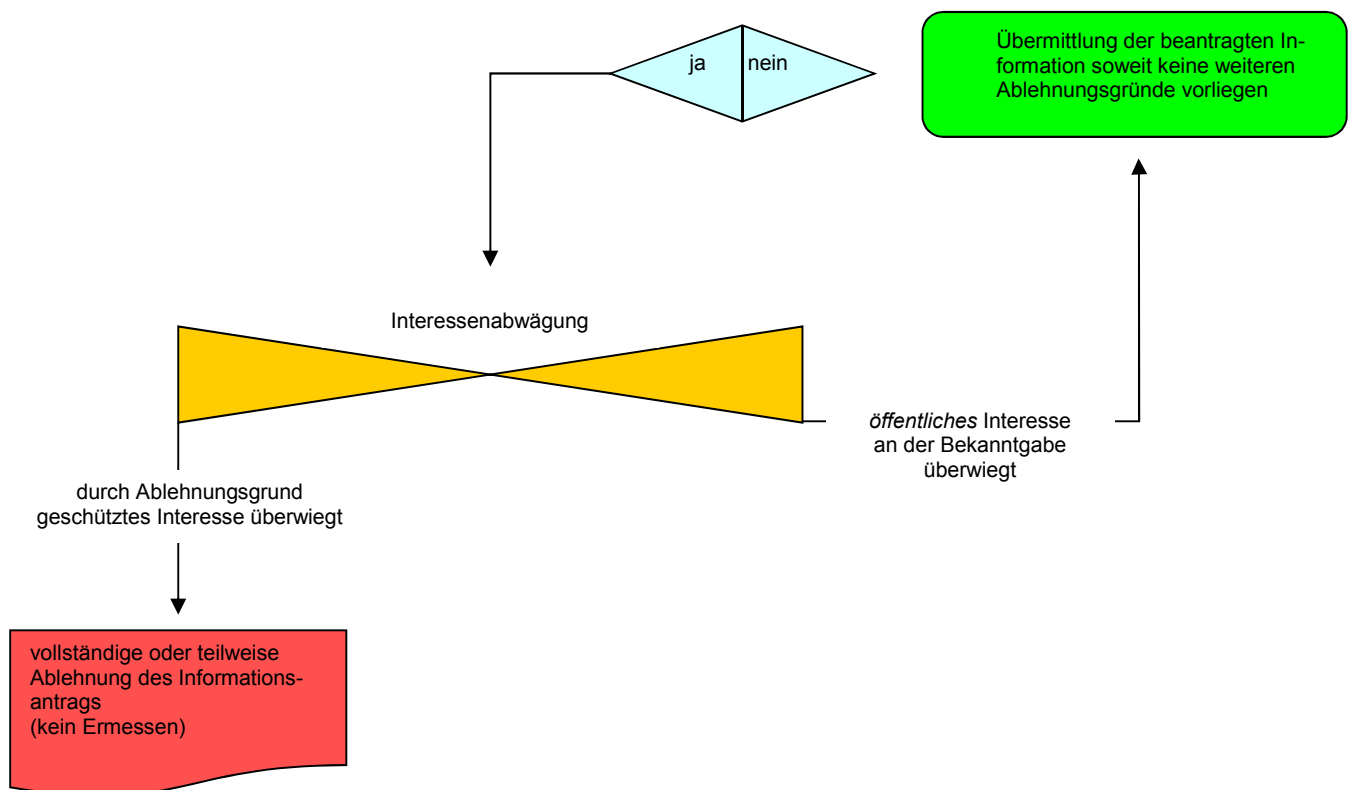 ja nein
Übermittlung der beantragten In-
formation soweit keine weiteren
Ablehnungsgründe vorliegen
Interessenabwägung
öffentliches Interesse
an der Bekanntgabe
überwiegt
durch Ablehnungsgrund
geschütztes Interesse überwiegt
vollständige oder teilweise
Ablehnung des Informations-
antrags
(kein Ermessen)